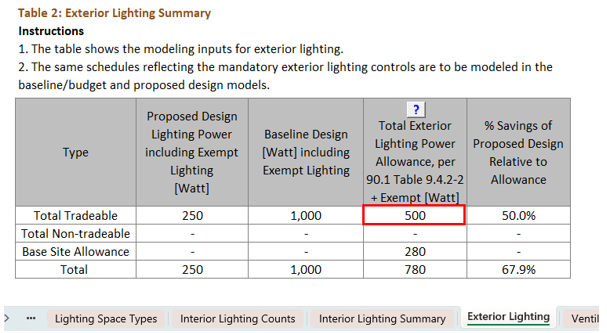 Table 2: Exterior Lighting Summary
Instructions
1. The table shows the modeling inputs for exterior lighting.
2. The same schedules reflecting the mandatory exterior lighting controls are to be modeled in the
baseline/budget and proposed design models.
Type
Proposed Design
Lighting Power
including Exempt
Lighting
[Watt]
Baseline Design
[Watt] including
Exempt Lighting
?
Total Exterior
Lighting Power
Allowance, per
90.1 Table 9.4.2-2
+ Exempt [Watt]
% Savings of
Proposed Design
Relative to
Allowance
Total Tradeable 250 1,000 500 50.0%
Total Non-tradeable - - - -
Base Site Allowance - - 280 -
Total 250 1,000 780 67.9%
> ... Lighting Space Types Interior Lighting Counts Interior Lighting Summary Exterior Lighting Ventil